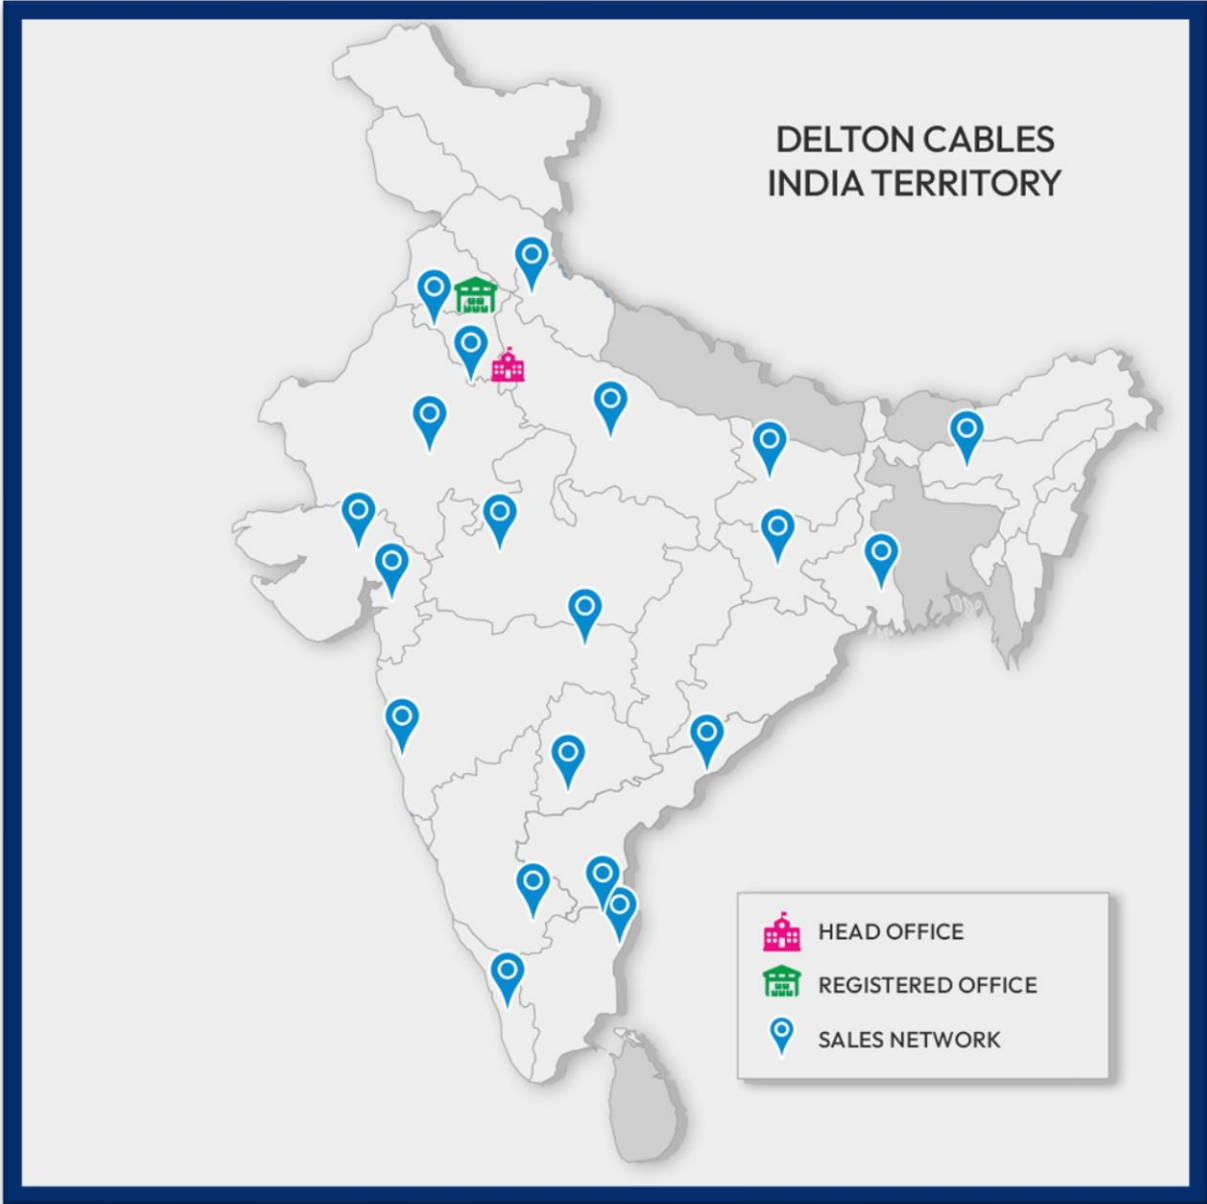 DELTON CABLES
INDIA TERRITORY
HEAD OFFICE
REGISTERED OFFICE
SALES NETWORK